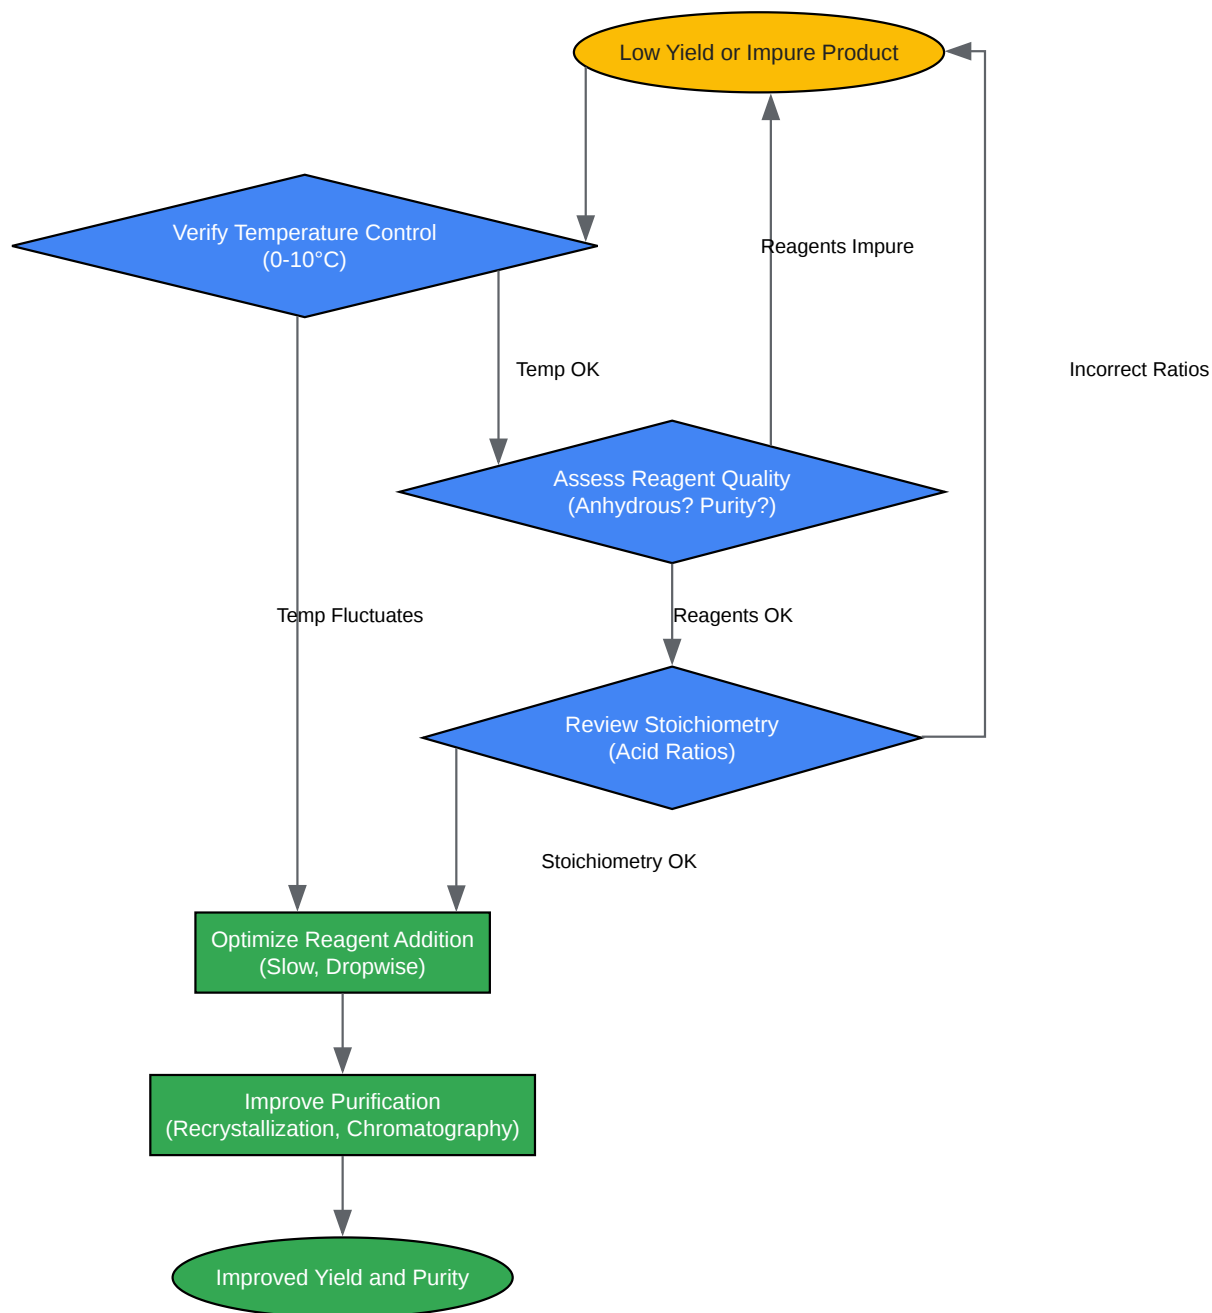 Low Yield or Impure Product
Verify Temperature Control
(0-10°C)
Reagents Impure
Temp OK
Incorrect Ratios
Assess Reagent Quality
(Anhydrous? Purity?)
Temp Fluctuates
Reagents OK
Review Stoichiometry
(Acid Ratios)
Stoichiometry OK
Optimize Reagent Addition
(Slow, Dropwise)
Improve Purification
(Recrystallization, Chromatography)
Improved Yield and Purity